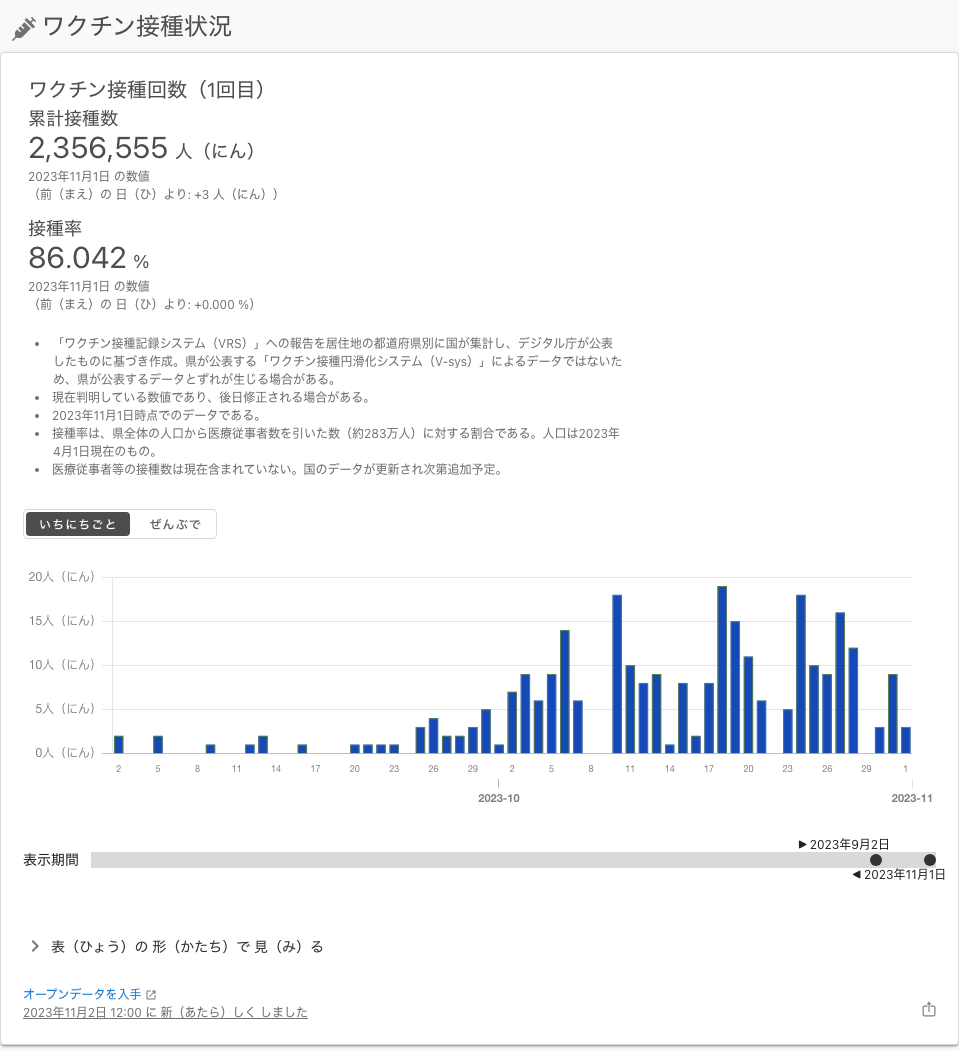 ワクチン接種状況
ワクチン接種回数（1回目）
累計接種数
2,356,555 人（にん）
2023年11月1日 の数値
（前（まえ）の 日（ひ）より: +3 人（にん））
接種率
86.042 %
2023年11月1日 の数値
（前（まえ）の 日（ひ）より: +0.000 %）
• 「ワクチン接種記録システム（VRS）」への報告を居住地の都道府県別に国が集計し、デジタル庁が公表
したものに基づき作成。県が公表する「ワクチン接種円滑化システム（V-sys）」によるデータではないた
め、県が公表するデータとずれが生じる場合がある。
• 現在判明している数値であり、後日修正される場合がある。
• 2023年11月1日時点でのデータである。
• 接種率は、県全体の人口から医療従事者数を引いた数（約283万人）に対する割合である。人口は2023年
4月1日現在のもの。
• 医療従事者等の接種数は現在含まれていない。国のデータが更新され次第追加予定。
いちにちごと ぜんぶで
20人（にん）
15人（にん）
10人（にん）
5人（にん）
0人（にん）
2 5 8 11 14 17 20 23 26 29 2 5 8 11 14 17 20 23 26 29 1
2023-10 2023-11
▶ 2023年9月2日
表示期間
◀ 2023年11月1日
表（ひょう）の 形（かたち）で 見（み）る
オープンデータを入手
2023年11月2日 12:00 に 新（あたら）しく しました